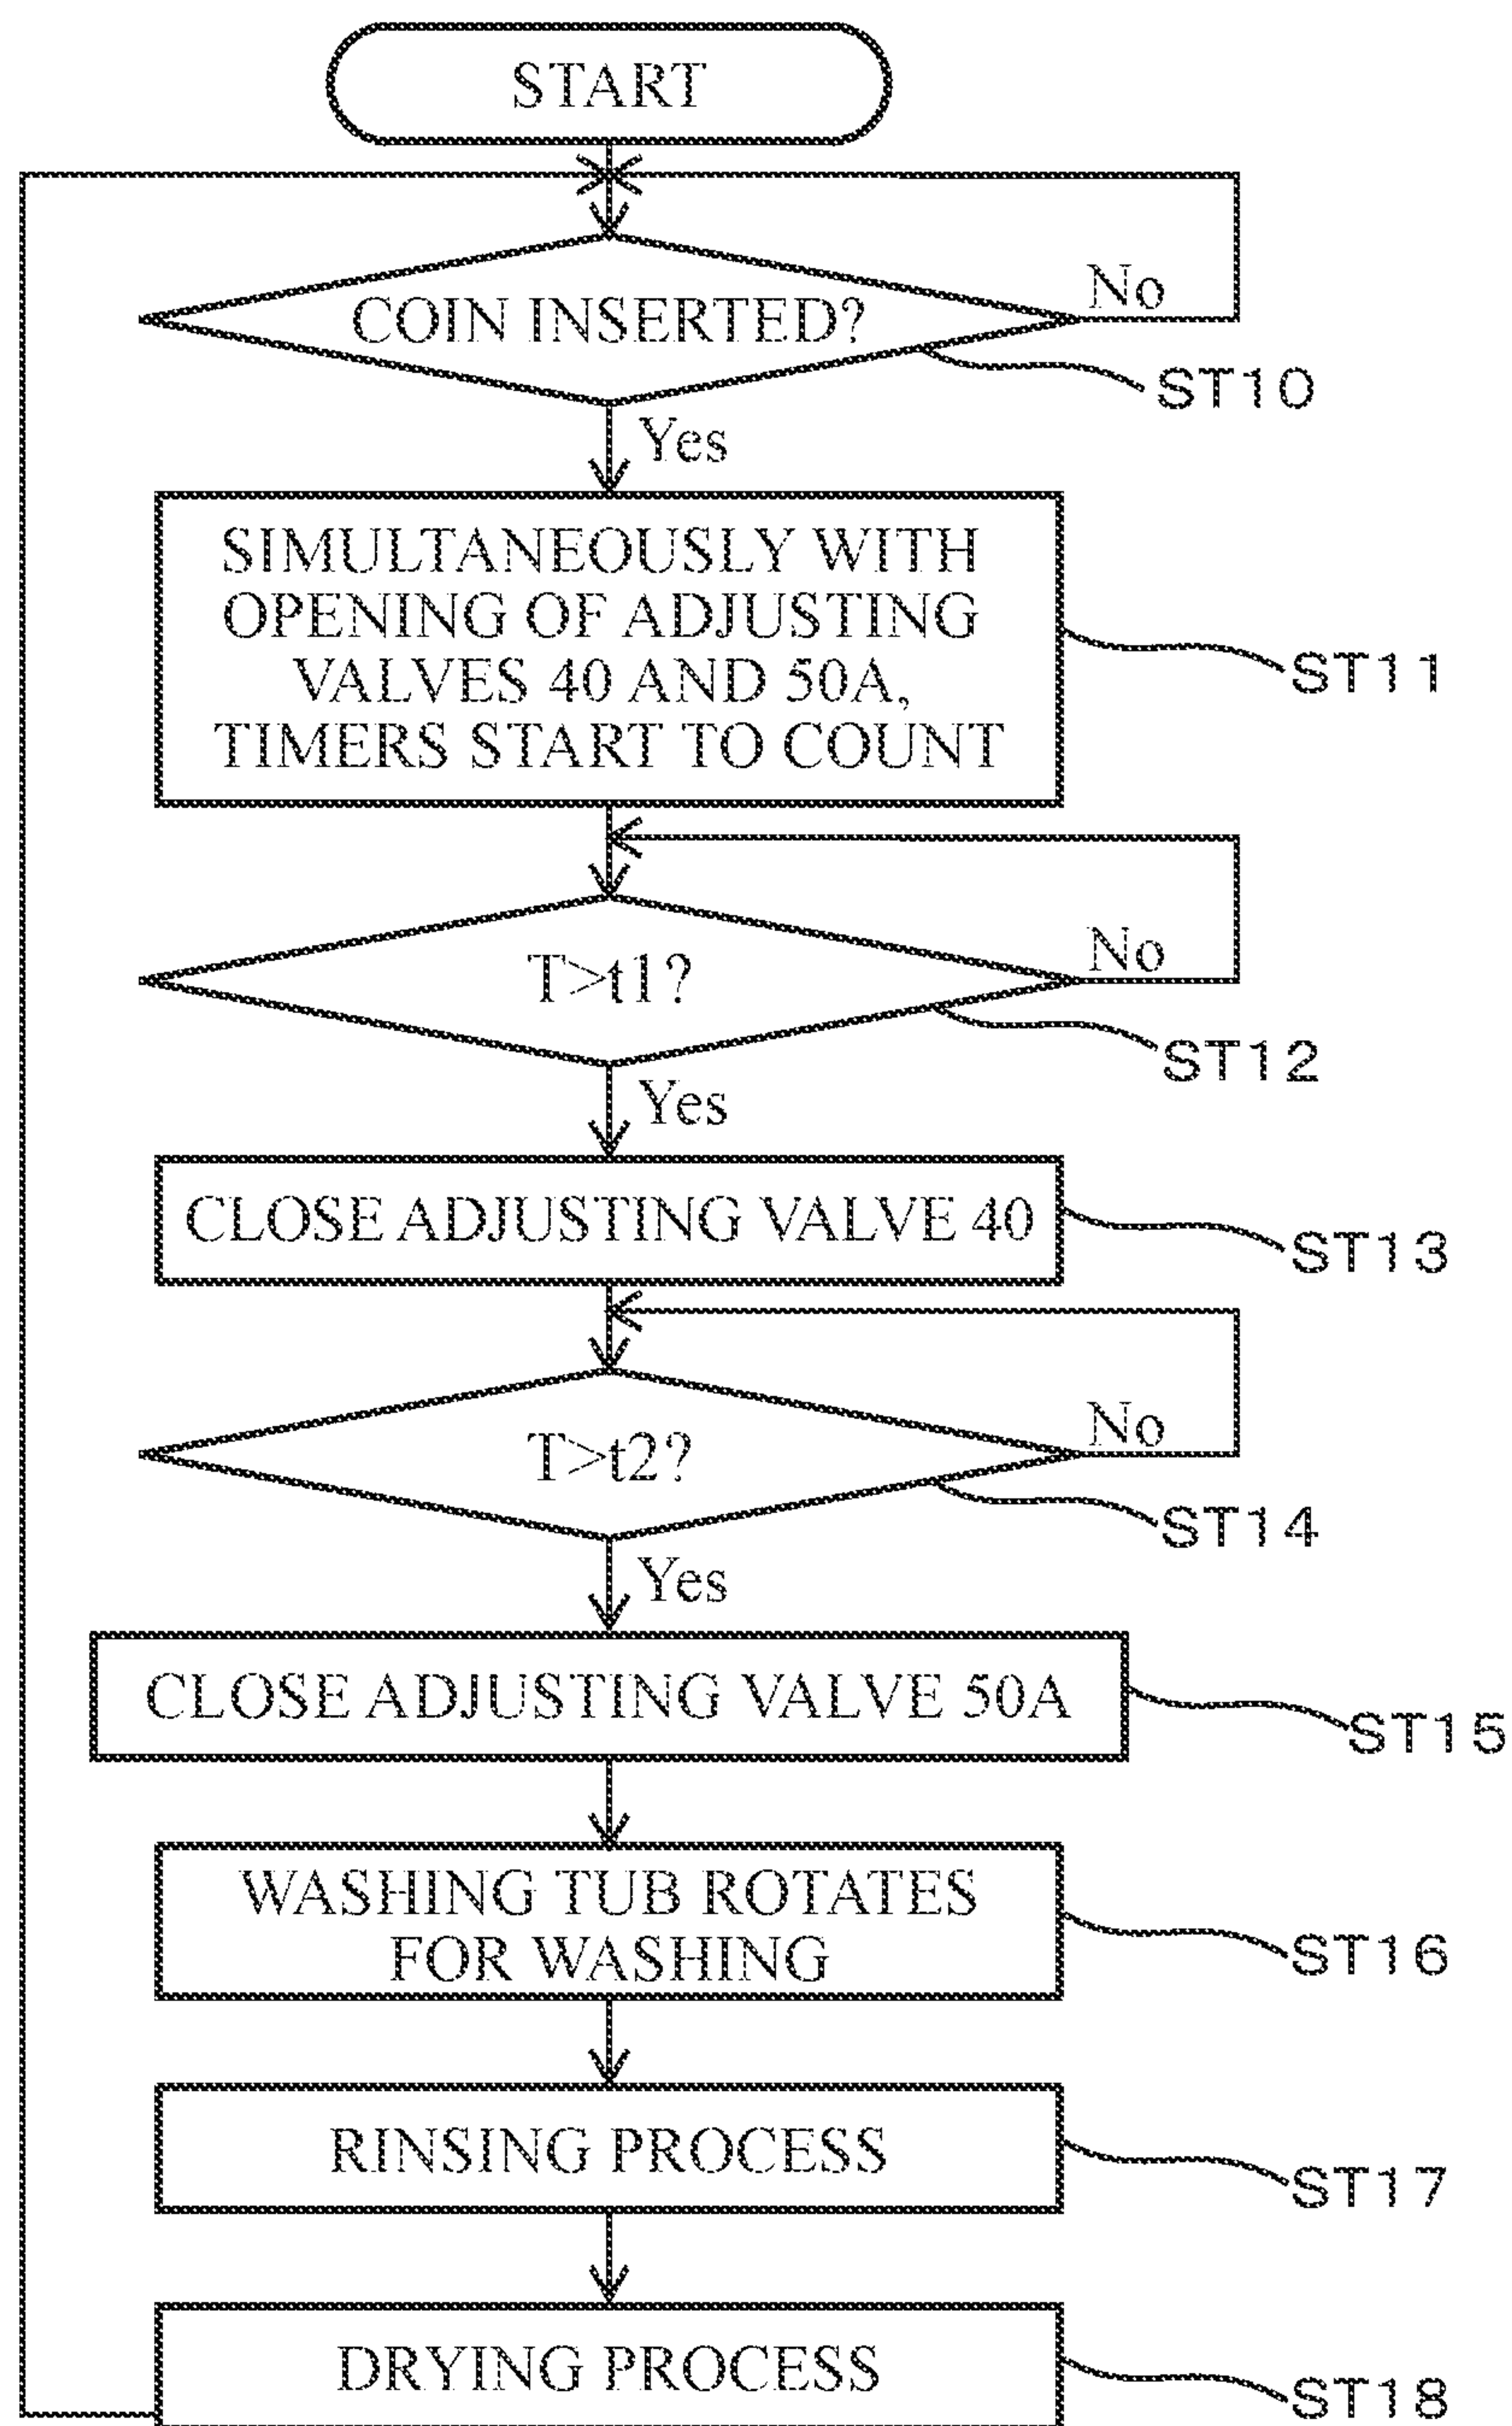 START
COIN INSERTED?
No
ST10
Yes
SIMULTANEOUSLY WITH
OPENING OF ADJUSTING
VALVES 40 AND 50A,
TIMERS START TO COUNT
ST11
T>t1?
No
ST12
Yes
CLOSE ADJUSTING VALVE 40
ST13
T>t2?
No
ST14
Yes
CLOSE ADJUSTING VALVE 50A
ST15
WASHING TUB ROTATES
FOR WASHING
ST16
RINSING PROCESS
ST17
DRYING PROCESS
ST18